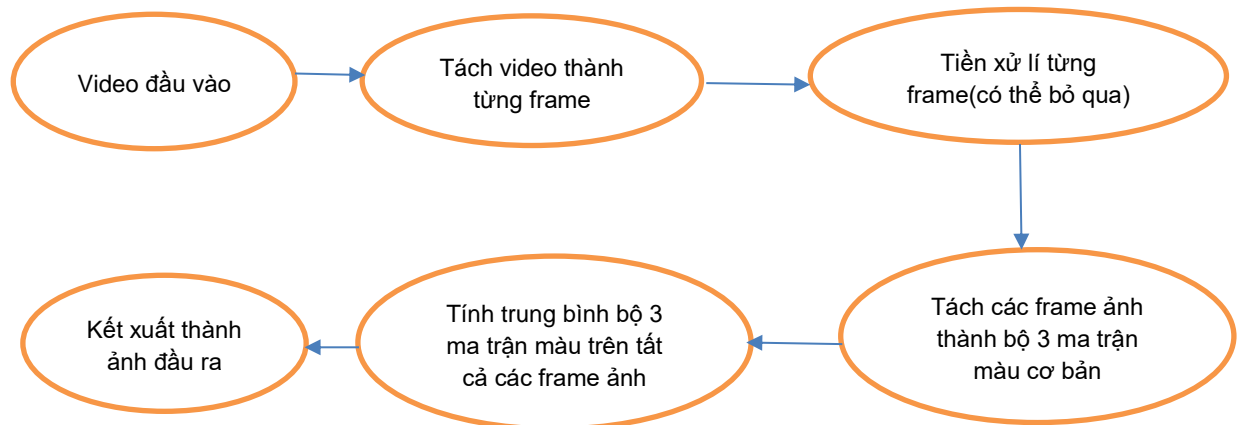 Video đầu vào
Tách video thành
từng frame
Tiền xử lí từng
frame(có thể bỏ qua)
Tách các frame ảnh
thành bộ 3 ma trận
màu cơ bản
Tính trung bình bộ 3
ma trận màu trên tất
cả các frame ảnh
Kết xuất thành
ảnh đầu ra